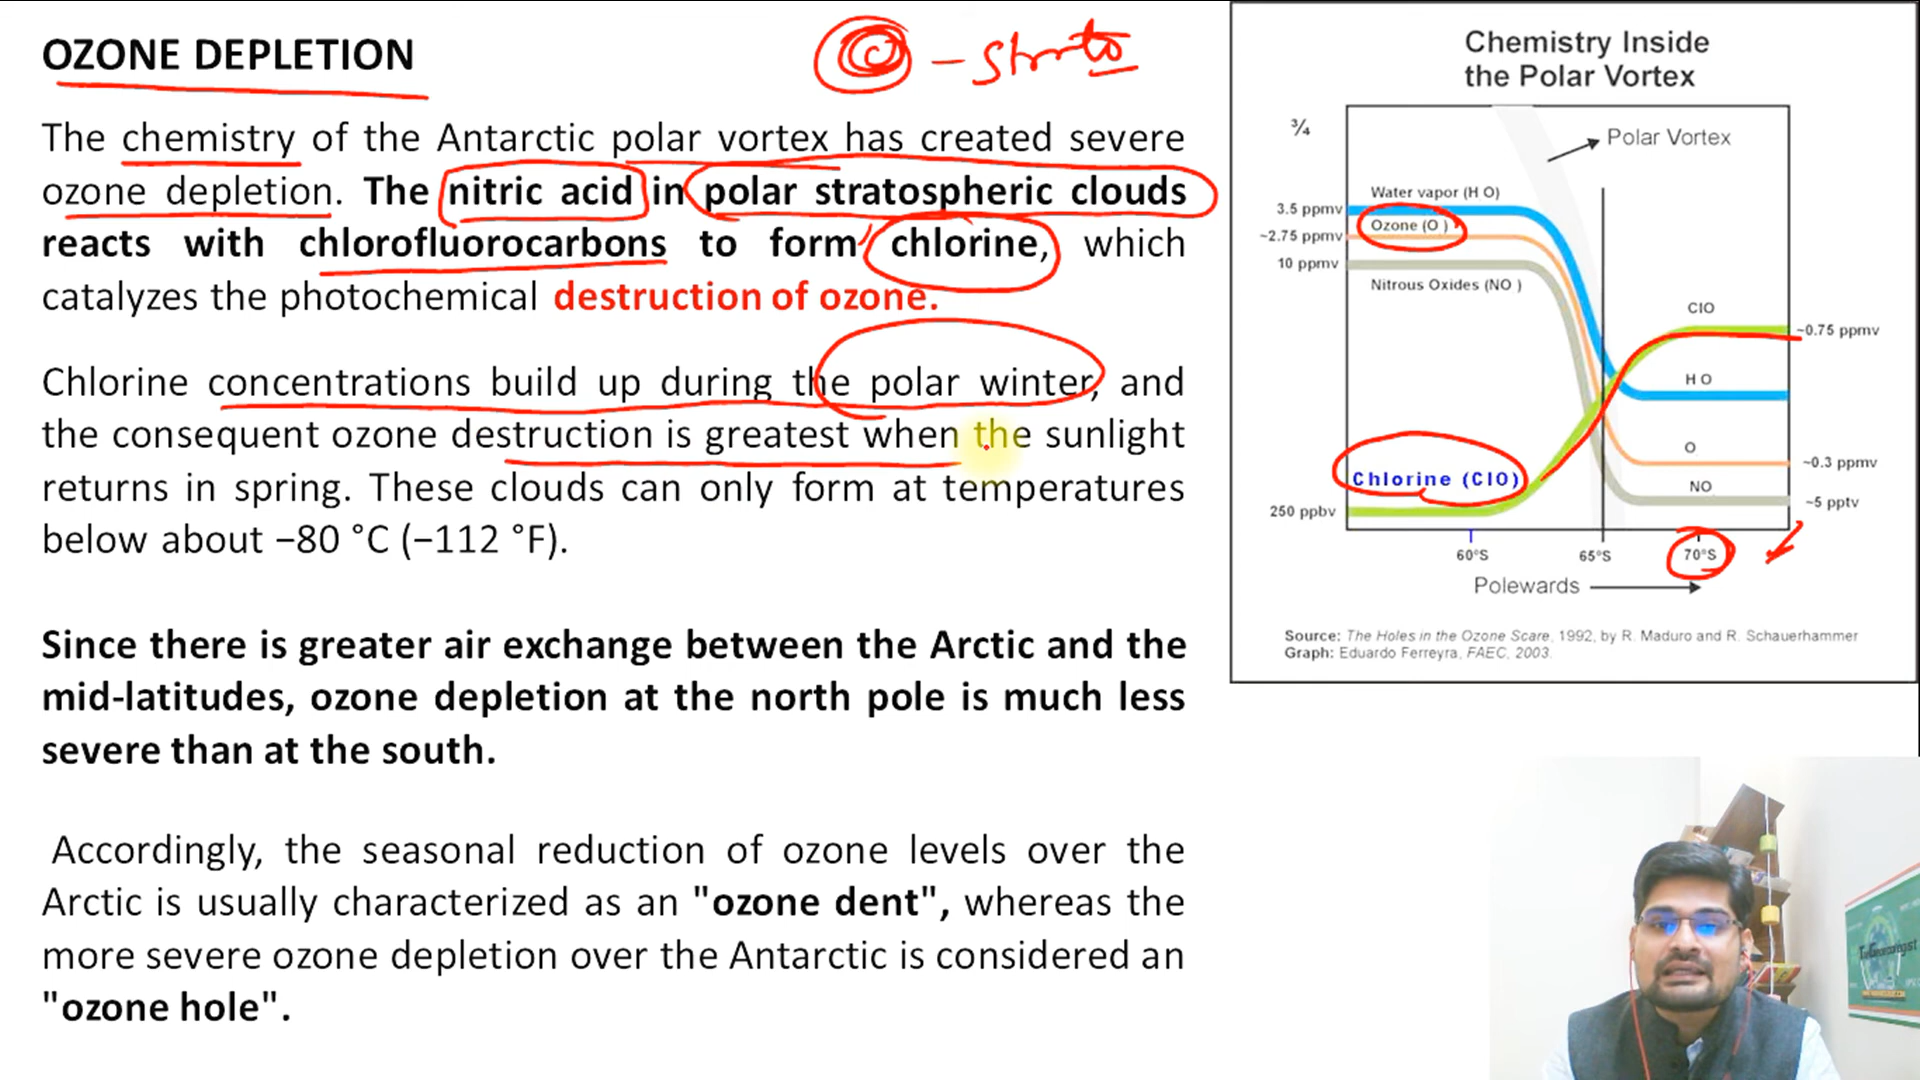 OZONE DEPLETION
The chemistry of the Antarctic polar vortex has created severe
ozone depletion. The nitric acid in polar stratospheric clouds
reacts with chlorofluorocarbons to form chlorine, which
catalyzes the photochemical destruction of ozone.
Chlorine concentrations build up during the polar winter, and
the consequent ozone destruction is greatest when the sunlight
returns in spring. These clouds can only form at temperatures
below about −80 °C (−112 °F).
Since there is greater air exchange between the Arctic and the
mid-latitudes, ozone depletion at the north pole is much less
severe than at the south.
Accordingly, the seasonal reduction of ozone levels over the
Arctic is usually characterized as an "ozone dent", whereas the
more severe ozone depletion over the Antarctic is considered an
"ozone hole".
Chemistry Inside
the Polar Vortex
¾
Polar Vortex
Water vapor (H O)
3.5 ppmv
Ozone (O )
~2.75 ppmv
10 ppmv
Nitrous Oxides (NO )
ClO
~0.75 ppmv
H O
O
~0.3 ppmv
Chlorine (ClO)
NO
~5 pptv
250 ppbv
60°S 65°S 70°S
Polewards
Source: The Holes in the Ozone Scare, 1992, by R. Maduro and R. Schauerhammer
Graph: Eduardo Ferreyra, FAEC, 2003.